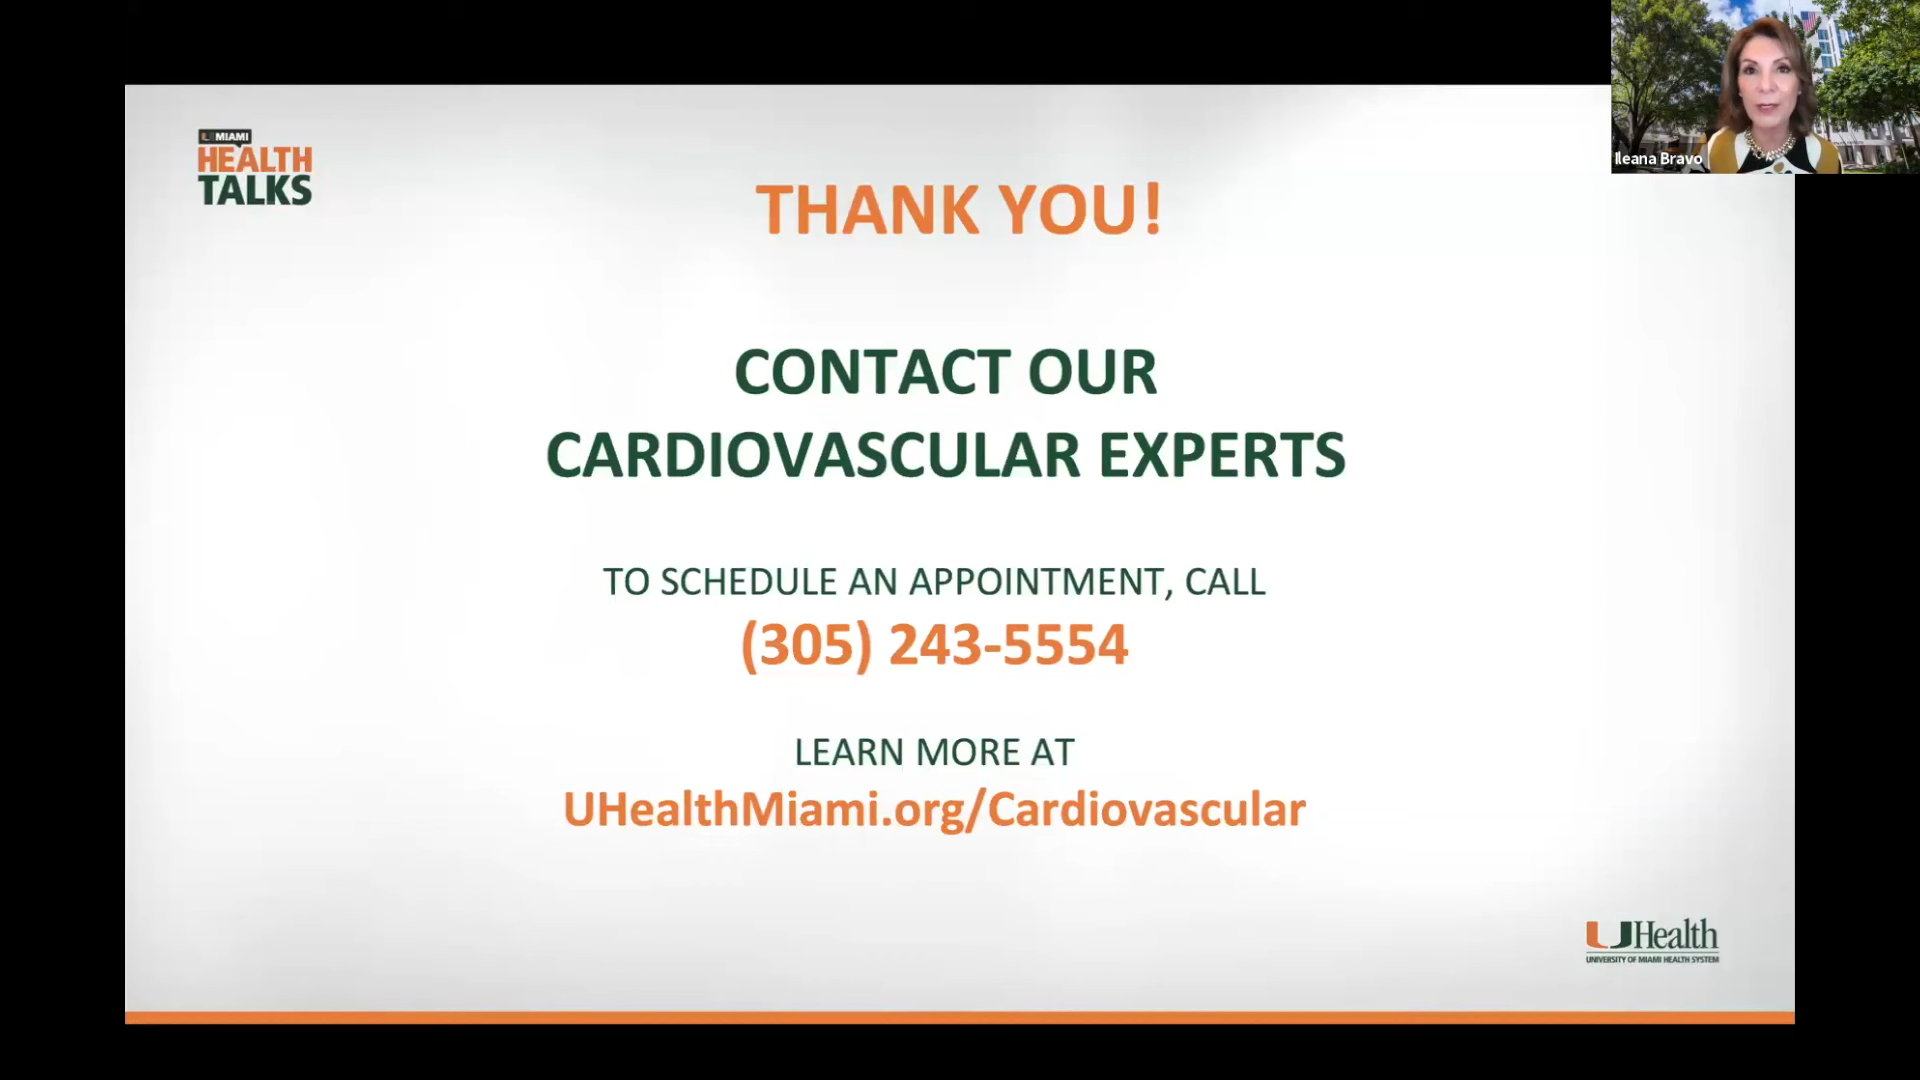 U MIAMI
HEALTH
TALKS
Ileana Bravo
THANK YOU!
CONTACT OUR
CARDIOVASCULAR EXPERTS
TO SCHEDULE AN APPOINTMENT, CALL
(305) 243-5554
LEARN MORE AT
UHealthMiami.org/Cardiovascular
UHealth
UNIVERSITY OF MIAMI HEALTH SYSTEM